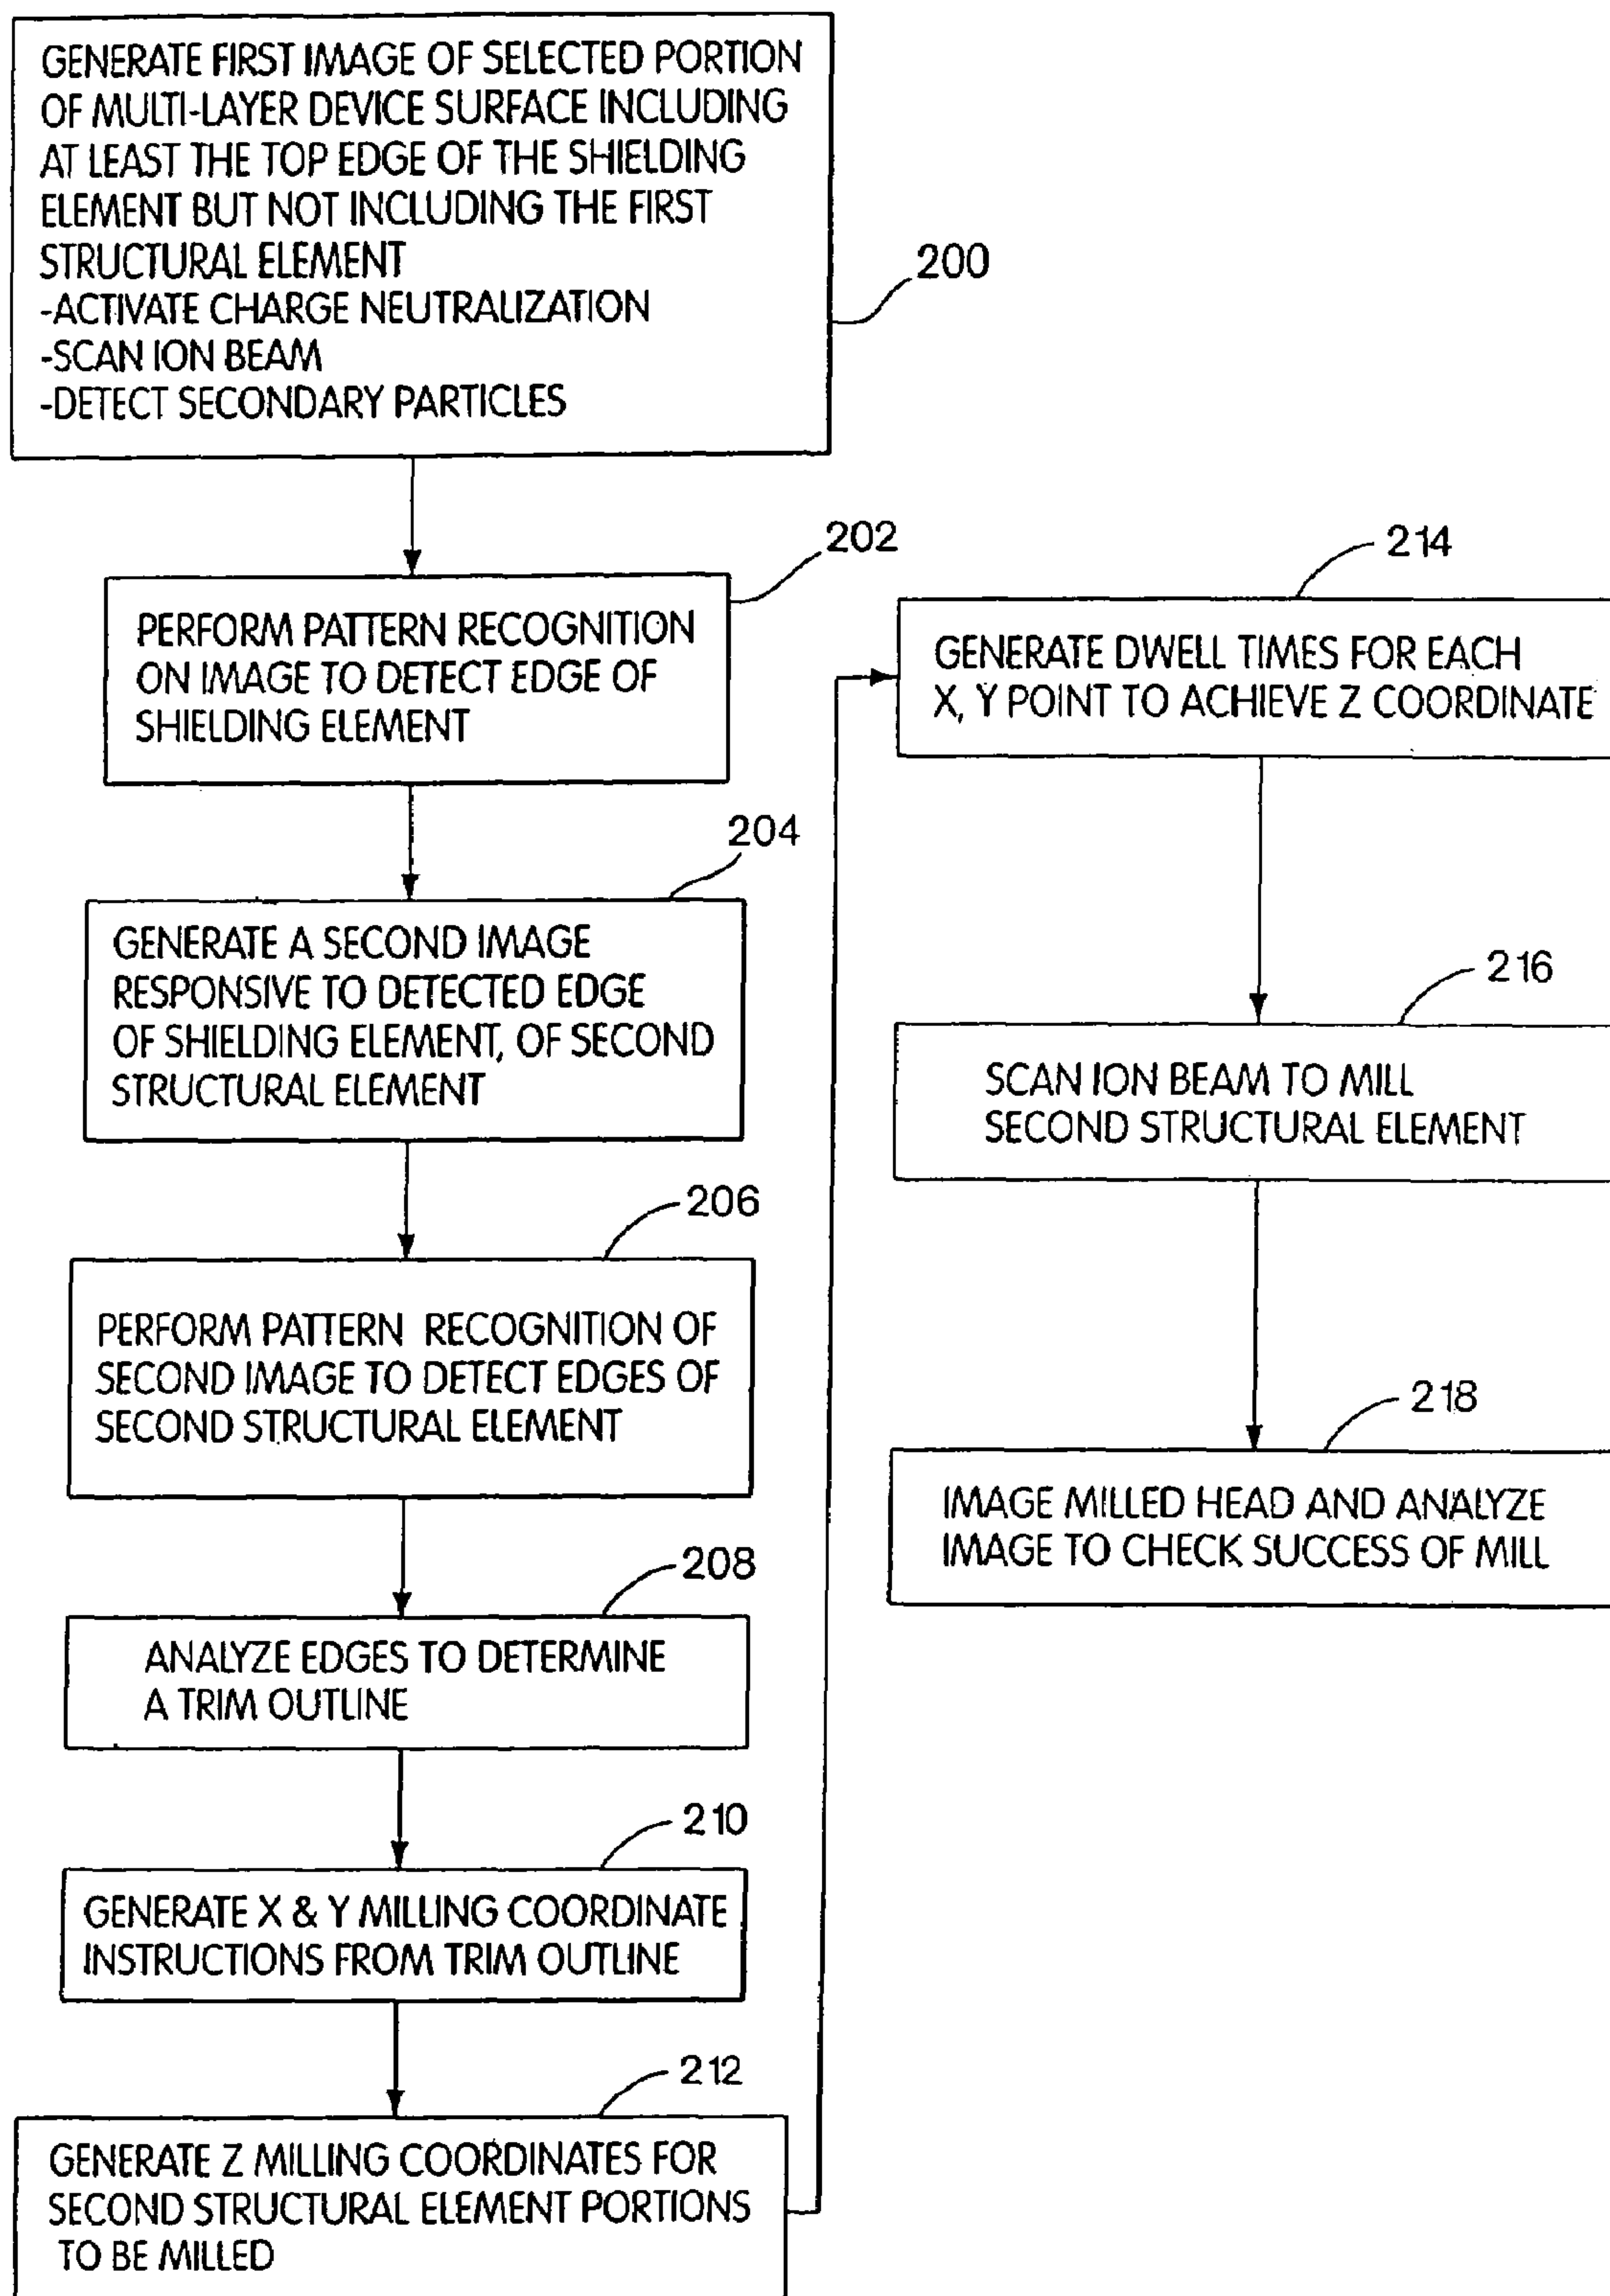 GENERATE FIRST IMAGE OF SELECTED PORTION
OF MULTI-LAYER DEVICE SURFACE INCLUDING
AT LEAST THE TOP EDGE OF THE SHIELDING
ELEMENT BUT NOT INCLUDING THE FIRST
STRUCTURAL ELEMENT
-ACTIVATE CHARGE NEUTRALIZATION
-SCAN ION BEAM
-DETECT SECONDARY PARTICLES
200
202
PERFORM PATTERN RECOGNITION
ON IMAGE TO DETECT EDGE OF
SHIELDING ELEMENT
204
GENERATE A SECOND IMAGE
RESPONSIVE TO DETECTED EDGE
OF SHIELDING ELEMENT, OF SECOND
STRUCTURAL ELEMENT
206
PERFORM PATTERN RECOGNITION OF
SECOND IMAGE TO DETECT EDGES OF
SECOND STRUCTURAL ELEMENT
208
ANALYZE EDGES TO DETERMINE
A TRIM OUTLINE
210
GENERATE X & Y MILLING COORDINATE
INSTRUCTIONS FROM TRIM OUTLINE
212
GENERATE Z MILLING COORDINATES FOR
SECOND STRUCTURAL ELEMENT PORTIONS
TO BE MILLED
214
GENERATE DWELL TIMES FOR EACH
X, Y POINT TO ACHIEVE Z COORDINATE
216
SCAN ION BEAM TO MILL
SECOND STRUCTURAL ELEMENT
218
IMAGE MILLED HEAD AND ANALYZE
IMAGE TO CHECK SUCCESS OF MILL